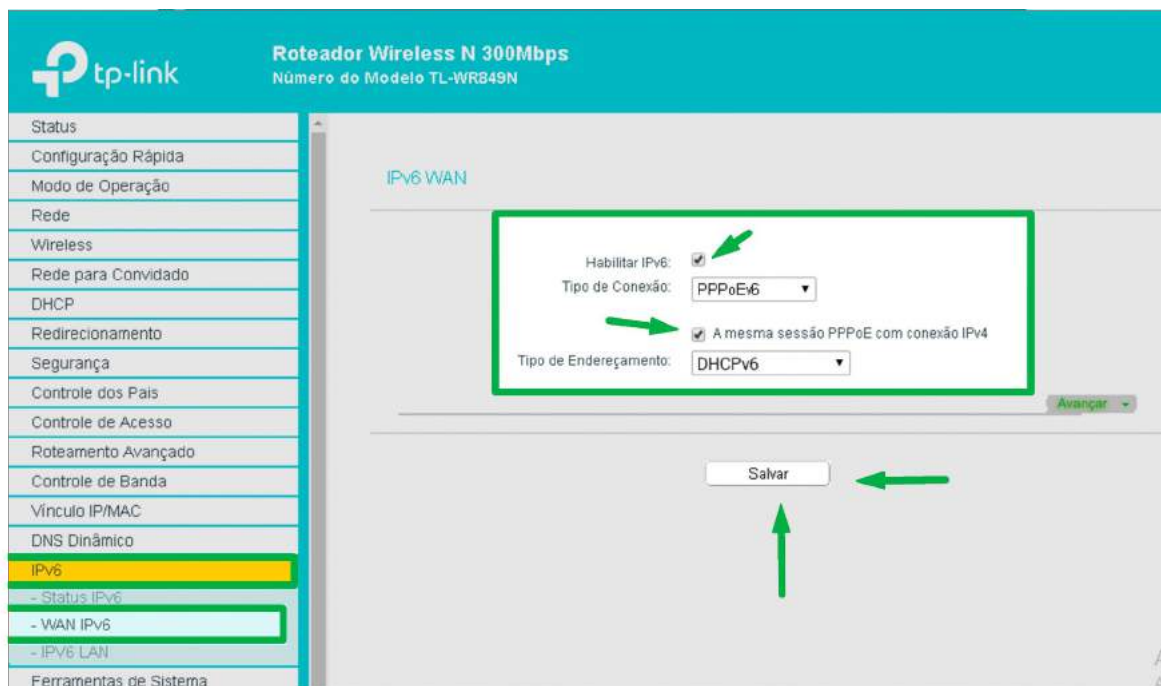 tp-link
Roteador Wireless N 300Mbps
Número do Modelo TL-WR849N
Status
Configuração Rápida
Modo de Operação
Rede
Wireless
Rede para Convidado
DHCP
Redirecionamento
Segurança
Controle dos Pais
Controle de Acesso
Roteamento Avançado
Controle de Banda
Vínculo IP/MAC
DNS Dinâmico
IPv6
- Status IPv6
- WAN IPv6
- IPV6 LAN
Ferramentas de Sistema
IPv6 WAN
Habilitar IPv6:
Tipo de Conexão: PPPoEv6
A mesma sessão PPPoE com conexão IPv4
Tipo de Endereçamento: DHCPv6
Avançar
Salvar